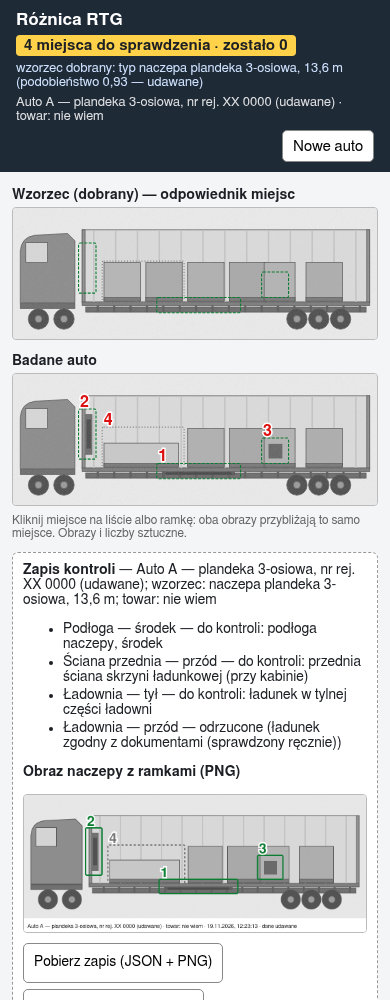 Różnica RTG
4 miejsca do sprawdzenia · zostało 0
wzorzec dobrany: typ naczepa plandeka 3-osiowa, 13,6 m
(podobieństwo 0,93 — udawane)
Auto A — plandeka 3-osiowa, nr rej. XX 0000 (udawane) ·
towar: nie wiem
Nowe auto
Wzorzec (dobrany) — odpowiednik miejsc
Badane auto
2
4
3
1
Kliknij miejsce na liście albo ramkę: oba obrazy przybliżają to samo
miejsce. Obrazy i liczby sztuczne.
Zapis kontroli — Auto A — plandeka 3-osiowa, nr rej.
XX 0000 (udawane); wzorzec: naczepa plandeka 3-
osiowa, 13,6 m; towar: nie wiem
• Podłoga — środek — do kontroli: podłoga
naczepy, środek
• Ściana przednia — przód — do kontroli: przednia
ściana skrzyni ładunkowej (przy kabinie)
• Ładownia — tył — do kontroli: ładunek w tylnej
części ładowni
• Ładownia — przód — odrzucone (ładunek
zgodny z dokumentami (sprawdzony ręcznie))
Obraz naczepy z ramkami (PNG)
2
4
3
1
Auto A — plandeka 3-osiowa, nr rej. XX 0000 (udawane) · towar: nie wiem · 19.11.2026, 12:23:13 · dane udawane
Pobierz zapis (JSON + PNG)